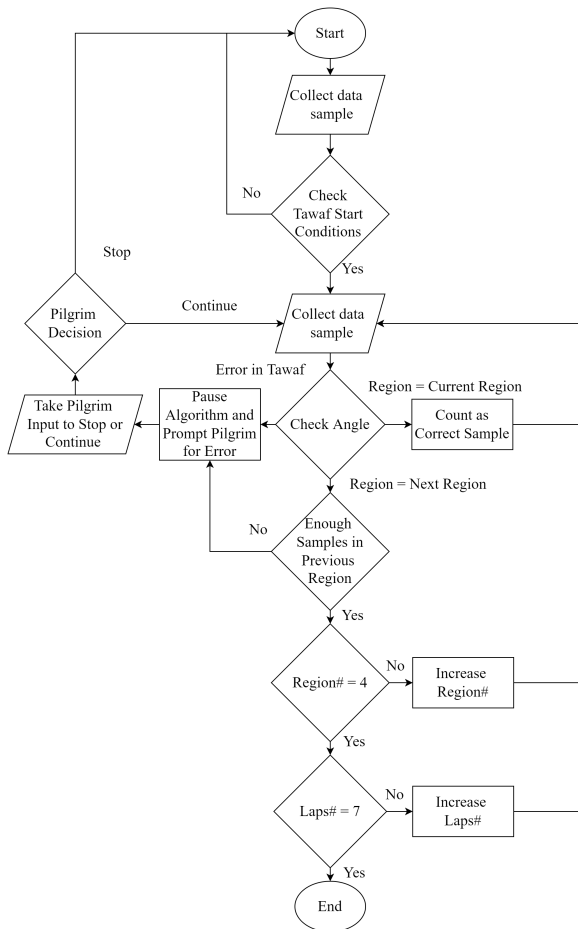 Start
Collect data
sample
No
Check
Tawaf Start
Conditions
Stop
Yes
Pilgrim
Decision
Continue
Collect data
sample
Error in Tawaf
Region = Current Region
Take Pilgrim
Input to Stop or
Continue
Pause
Algorithm and
Prompt Pilgrim
for Error
Check Angle
Count as
Correct Sample
Region = Next Region
No
Enough
Samples in
Previous
Region
Yes
Region# = 4
No
Increase
Region#
Yes
Laps# = 7
No
Increase
Laps#
Yes
End